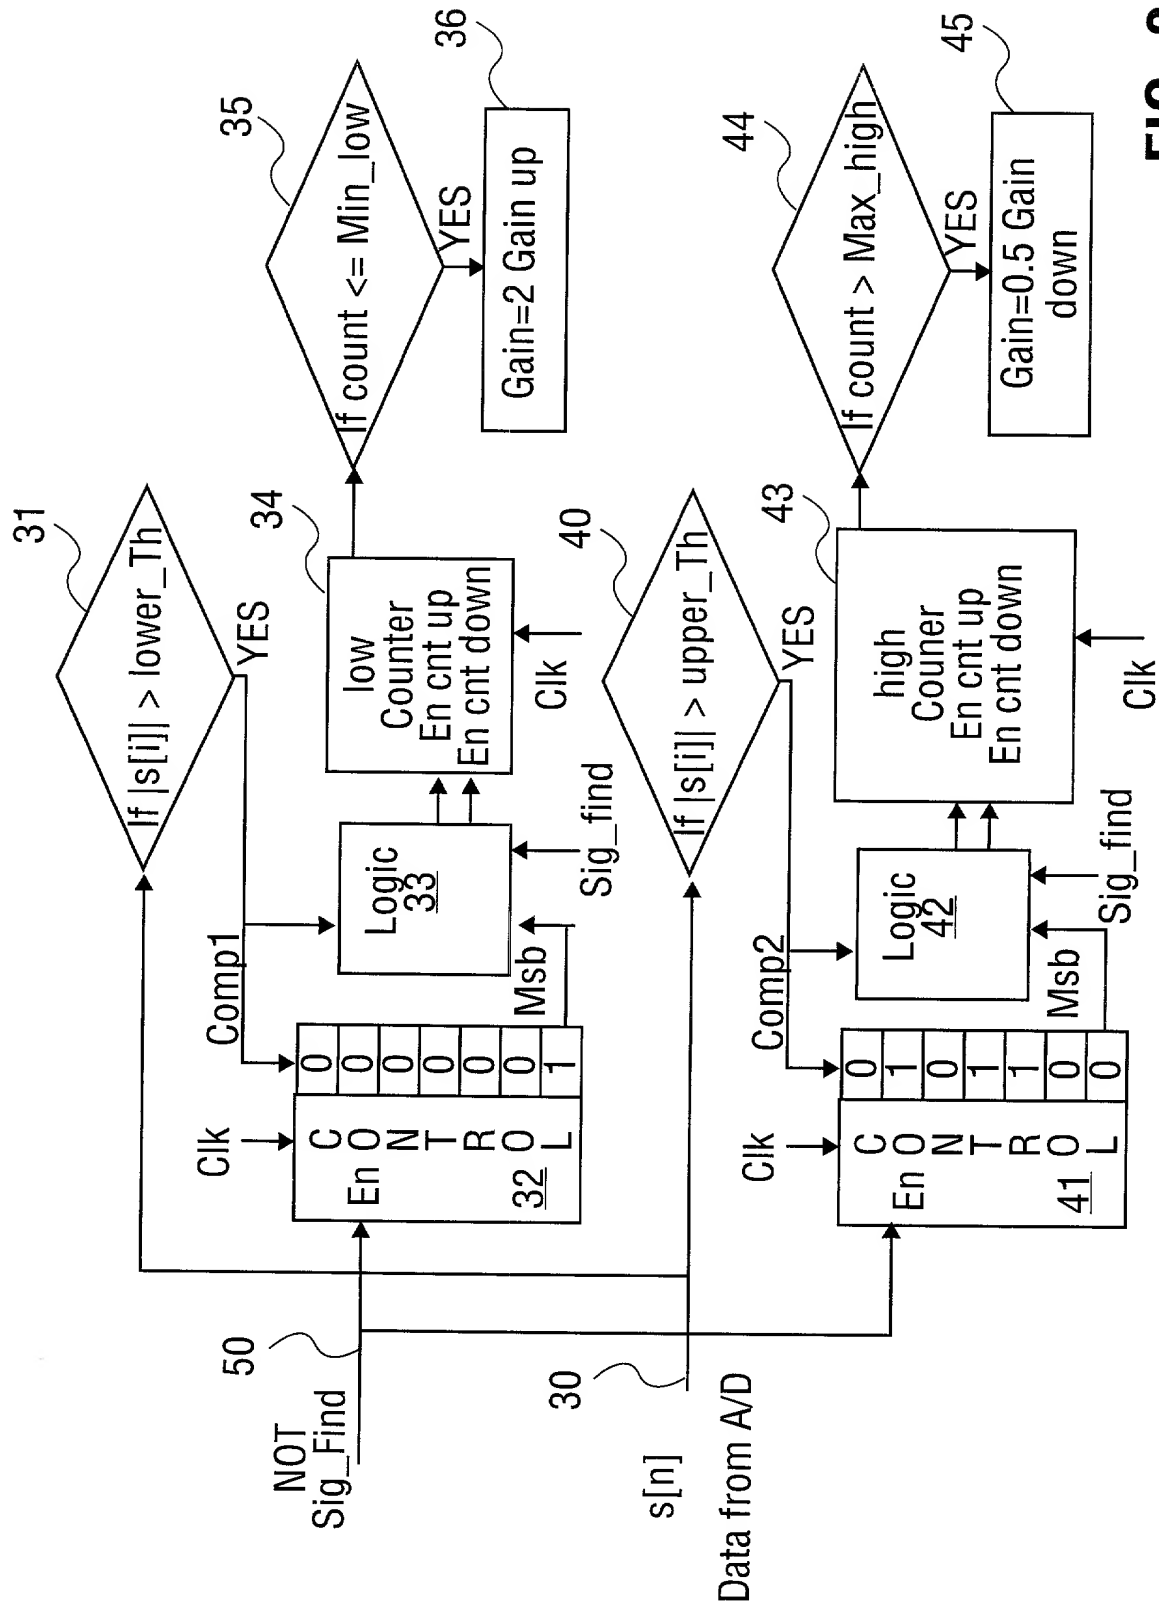 31
If |s[i]| > lower_Th
YES
Comp1
Clk
C
O
N
T
R
O
L
En
32
0
0
0
0
0
0
1
Msb
Logic
33
Sig_find
34
low
Counter
En cnt up
En cnt down
Clk
35
If count <= Min_low
YES
36
Gain=2 Gain up
NOT
Sig_Find
50
30
s[n]
Data from A/D
40
If |s[i]| > upper_Th
YES
Comp2
Clk
C
O
N
T
R
O
L
En
41
0
1
0
1
1
0
0
Msb
Logic
42
Sig_find
43
high
Couner
En cnt up
En cnt down
Clk
44
If count > Max_high
YES
45
Gain=0.5 Gain
down